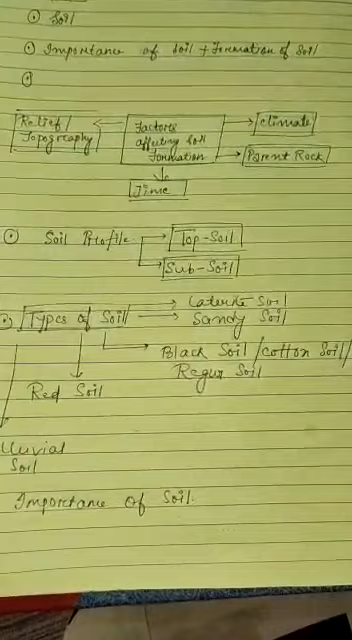 Soil
Importance of Soil + Formation of Soil
Relief/
Topography
Factors
affecting soil
Formation
Climate
Parent Rock
Time
Soil Profile
Top-Soil
Sub-Soil
Types of Soil
Laterite Soil
Sandy Soil
Black Soil/cotton Soil/
Regur Soil
Red Soil
lluvial
Soil
Importance of Soil.